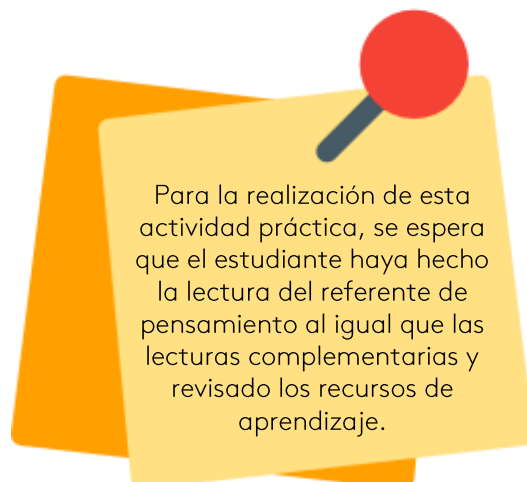 Para la realización de esta
actividad práctica, se espera
que el estudiante haya hecho
la lectura del referente de
pensamiento al igual que las
lecturas complementarias y
revisado los recursos de
aprendizaje.